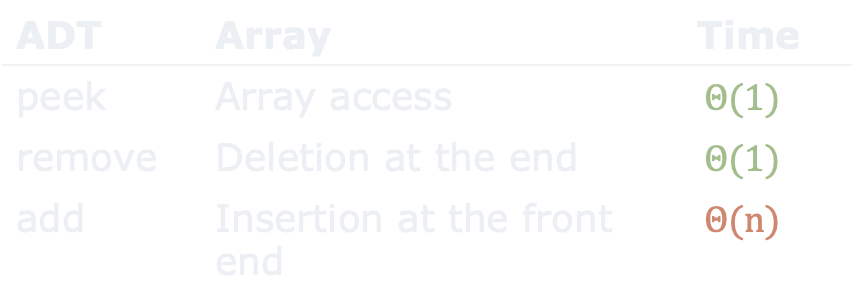 ADT Array Time
peek Array access Θ(1)
remove Deletion at the end Θ(1)
add Insertion at the front Θ(n)
end